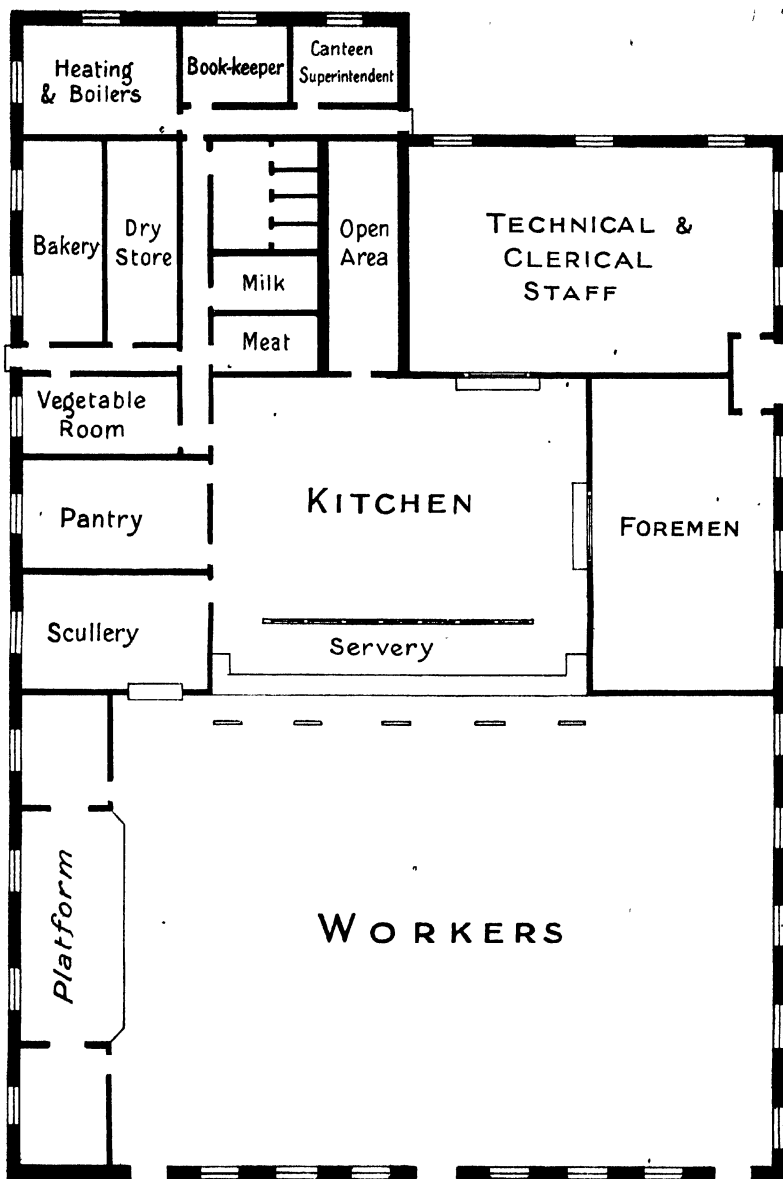 Heating
& Boilers
Book-keeper
Canteen
Superintendent
Bakery
Dry
Store
Open
Area
TECHNICAL &
CLERICAL
STAFF
Milk
Meat
Vegetable
Room
Pantry
KITCHEN
FOREMEN
Scullery
Servery
Platform
WORKERS